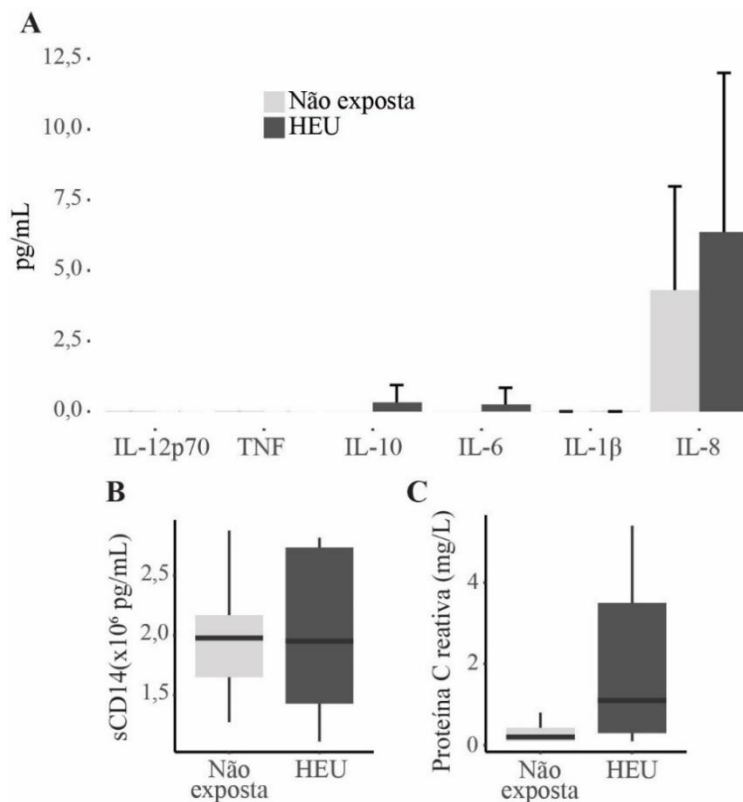 A
12,5
10,0
7,5
5,0
2,5
0,0
pg/mL
Não exposta
HEU
IL-12p70 TNF IL-10 IL-6 IL-1β IL-8
B
sCD14(x10⁶ pg/mL)
2,5
2,0
1,5
Não exposta
HEU
C
Proteína C reativa (mg/L)
4
2
0
Não exposta
HEU